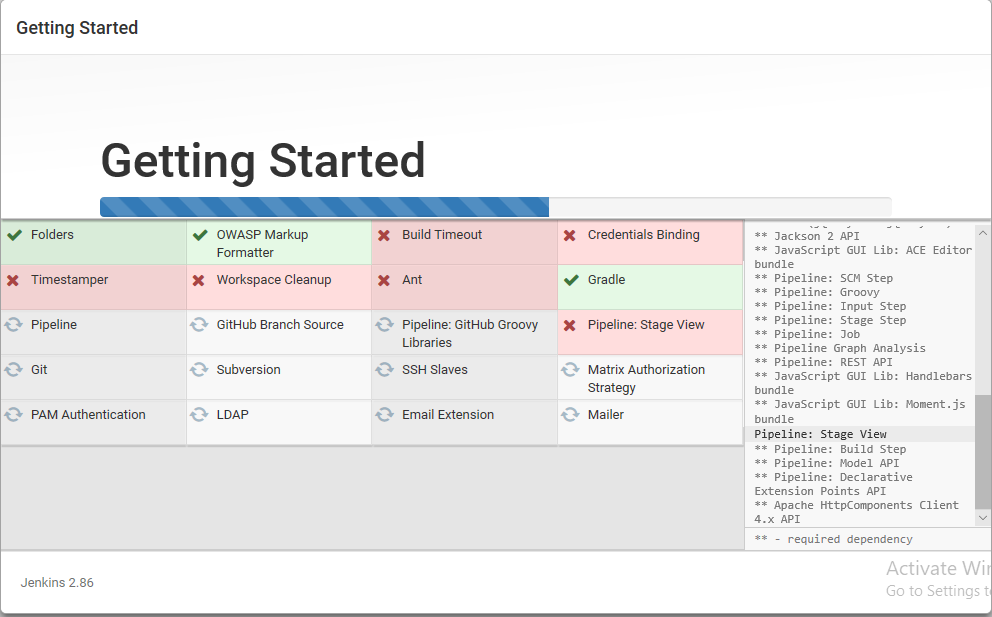 Getting Started
Getting Started
Folders
OWASP Markup
Formatter
Build Timeout
Credentials Binding
Timestamper
Workspace Cleanup
Ant
Gradle
Pipeline
GitHub Branch Source
Pipeline: GitHub Groovy
Libraries
Pipeline: Stage View
Git
Subversion
SSH Slaves
Matrix Authorization
Strategy
PAM Authentication
LDAP
Email Extension
Mailer
** Jackson 2 API
** JavaScript GUI Lib: ACE Editor
bundle
** Pipeline: SCM Step
** Pipeline: Groovy
** Pipeline: Input Step
** Pipeline: Stage Step
** Pipeline: Job
** Pipeline Graph Analysis
** Pipeline: REST API
** JavaScript GUI Lib: Handlebars
bundle
** JavaScript GUI Lib: Moment.js
bundle
Pipeline: Stage View
** Pipeline: Build Step
** Pipeline: Model API
** Pipeline: Declarative
Extension Points API
** Apache HttpComponents Client
4.x API
** - required dependency
Jenkins 2.86
Activate Win
Go to Settings t